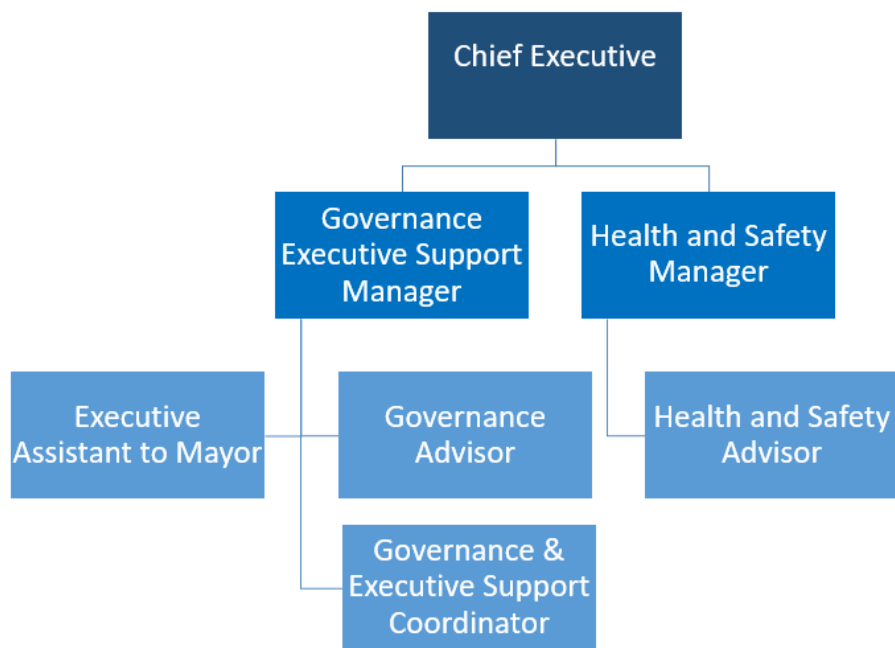 Chief Executive
Governance
Executive Support
Manager
Health and Safety
Manager
Executive
Assistant to Mayor
Governance
Advisor
Health and Safety
Advisor
Governance &
Executive Support
Coordinator